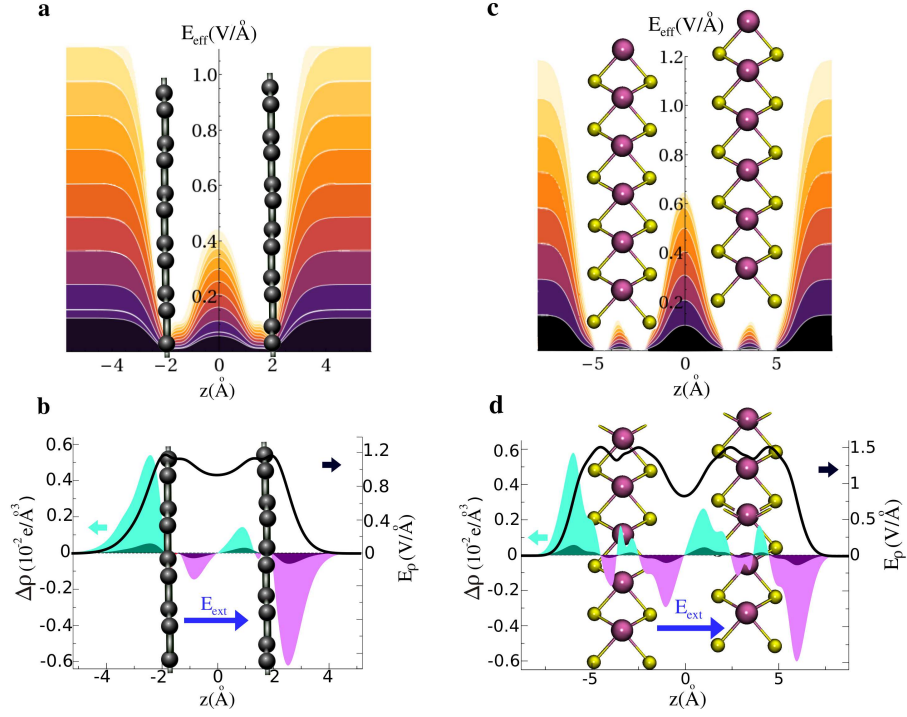 a
E_eff(V/Å)
1.0
0.8
0.6
0.4
0.2
−4 −2 0 2 4
z(Å)
c
E_eff(V/Å)
1.2
1.0
0.8
0.6
0.4
0.2
−5 0 5
z(Å)
b
0.6
0.4
0.2
0
-0.2
-0.4
-0.6
Δρ (10⁻² e/Å³)
1.2
0.8
0.4
0
E_ρ (V/Å)
E_ext
-4 -2 0 2 4
z(Å)
d
0.6
0.4
0.2
0
-0.2
-0.4
-0.6
Δρ (10⁻² e/Å³)
1.5
1
0.5
0
E_ρ (V/Å)
E_ext
-5 0 5
z(Å)